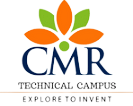 CMR
TECHNICAL CAMPUS
EXPLORE TO INVENT